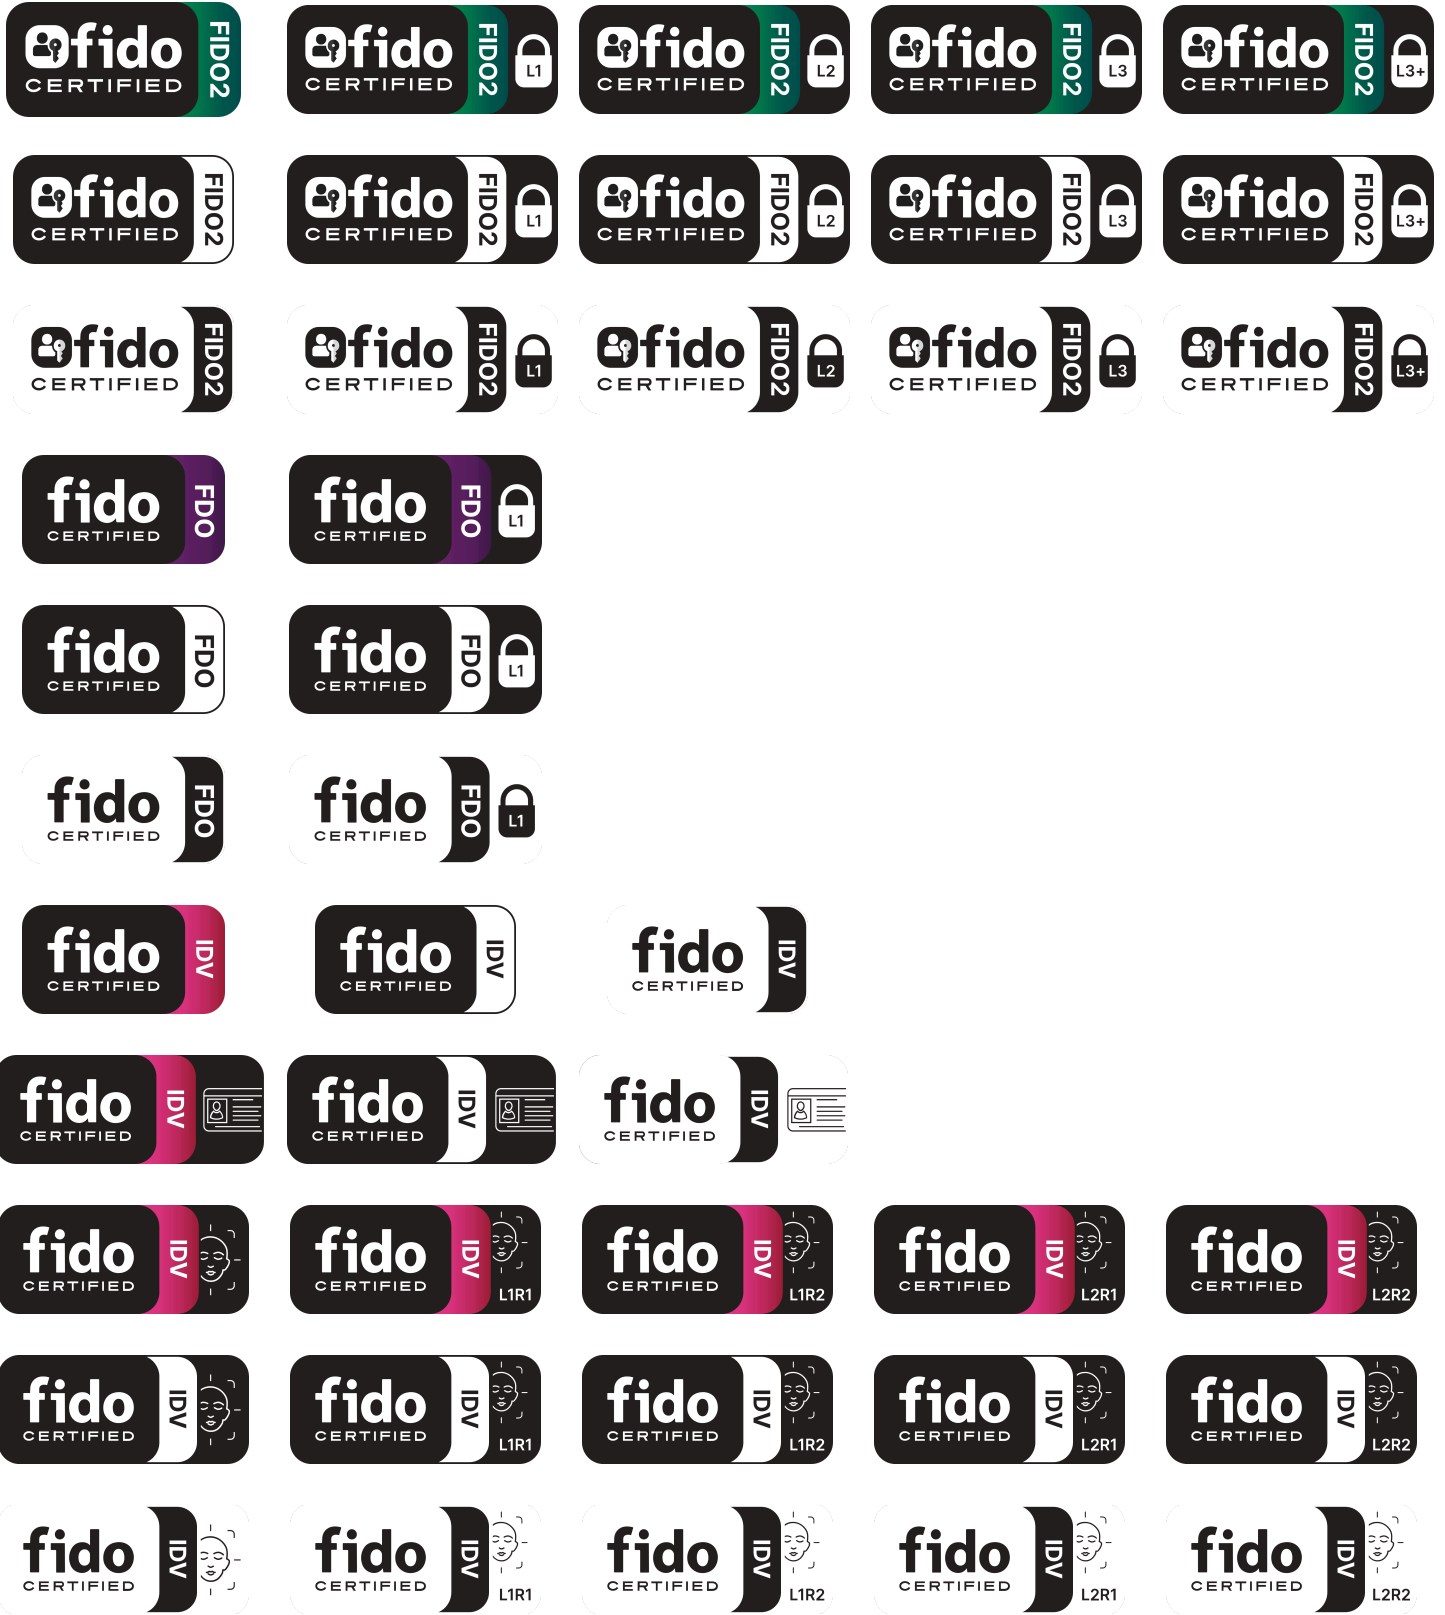 fido CERTIFIED FIDO2
fido CERTIFIED FIDO2 L1
fido CERTIFIED FIDO2 L2
fido CERTIFIED FIDO2 L3
fido CERTIFIED FIDO2 L3+
fido CERTIFIED FIDO2
fido CERTIFIED FIDO2 L1
fido CERTIFIED FIDO2 L2
fido CERTIFIED FIDO2 L3
fido CERTIFIED FIDO2 L3+
fido CERTIFIED FIDO2
fido CERTIFIED FIDO2 L1
fido CERTIFIED FIDO2 L2
fido CERTIFIED FIDO2 L3
fido CERTIFIED FIDO2 L3+
fido CERTIFIED FDO
fido CERTIFIED FDO L1
fido CERTIFIED FDO
fido CERTIFIED FDO L1
fido CERTIFIED FDO
fido CERTIFIED FDO L1
fido CERTIFIED IDV
fido CERTIFIED IDV
fido CERTIFIED IDV
fido CERTIFIED IDV
fido CERTIFIED IDV
fido CERTIFIED IDV
fido CERTIFIED IDV
fido CERTIFIED IDV L1R1
fido CERTIFIED IDV L1R2
fido CERTIFIED IDV L2R1
fido CERTIFIED IDV L2R2
fido CERTIFIED IDV
fido CERTIFIED IDV L1R1
fido CERTIFIED IDV L1R2
fido CERTIFIED IDV L2R1
fido CERTIFIED IDV L2R2
fido CERTIFIED IDV
fido CERTIFIED IDV L1R1
fido CERTIFIED IDV L1R2
fido CERTIFIED IDV L2R1
fido CERTIFIED IDV L2R2